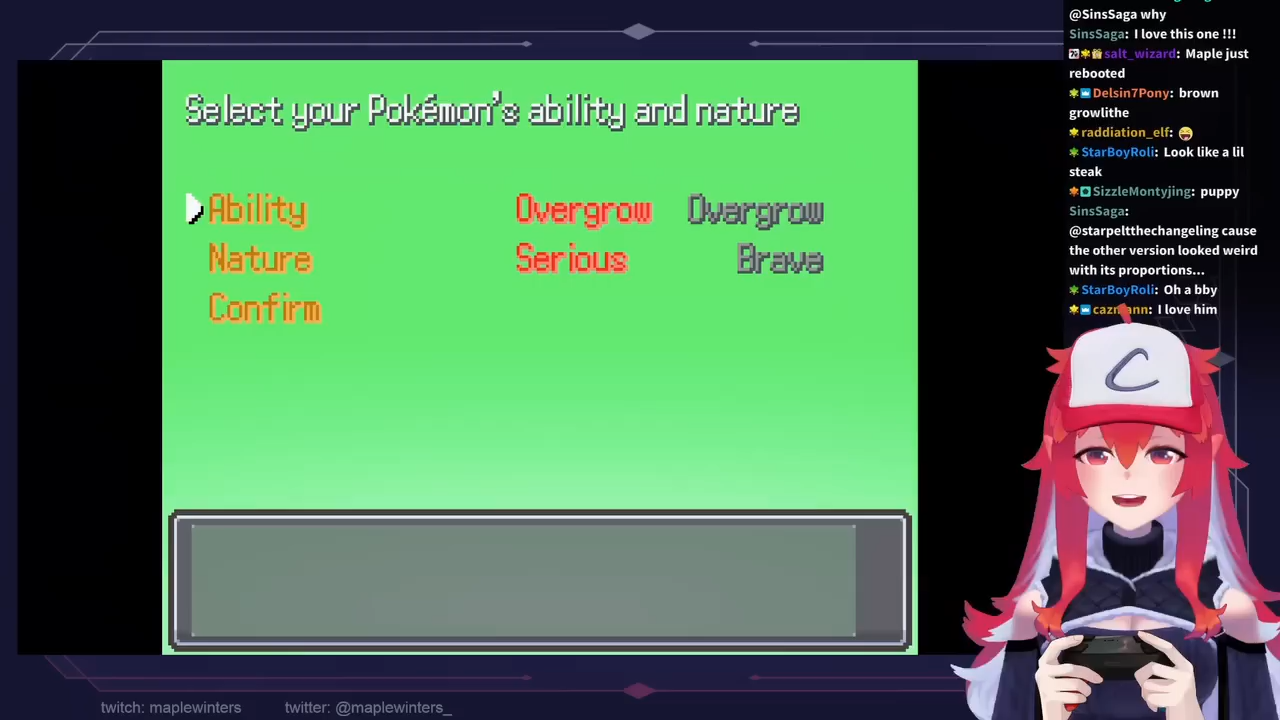 Select your Pokémon's ability and nature
Ability Overgrow Overgrow
Nature Serious Brave
Confirm
@SinsSaga why
SinsSaga: I love this one !!!
salt_wizard: Maple just
rebooted
Delsin7Pony: brown
growlithe
raddiation_elf: 😄
StarBoyRoli: Look like a lil
steak
SizzleMontyjing: puppy
SinsSaga:
@starpeltthechangeling cause
the other version looked weird
with its proportions...
StarBoyRoli: Oh a bby
cazmann: I love him
C
twitch: maplewinters twitter: @maplewinters_